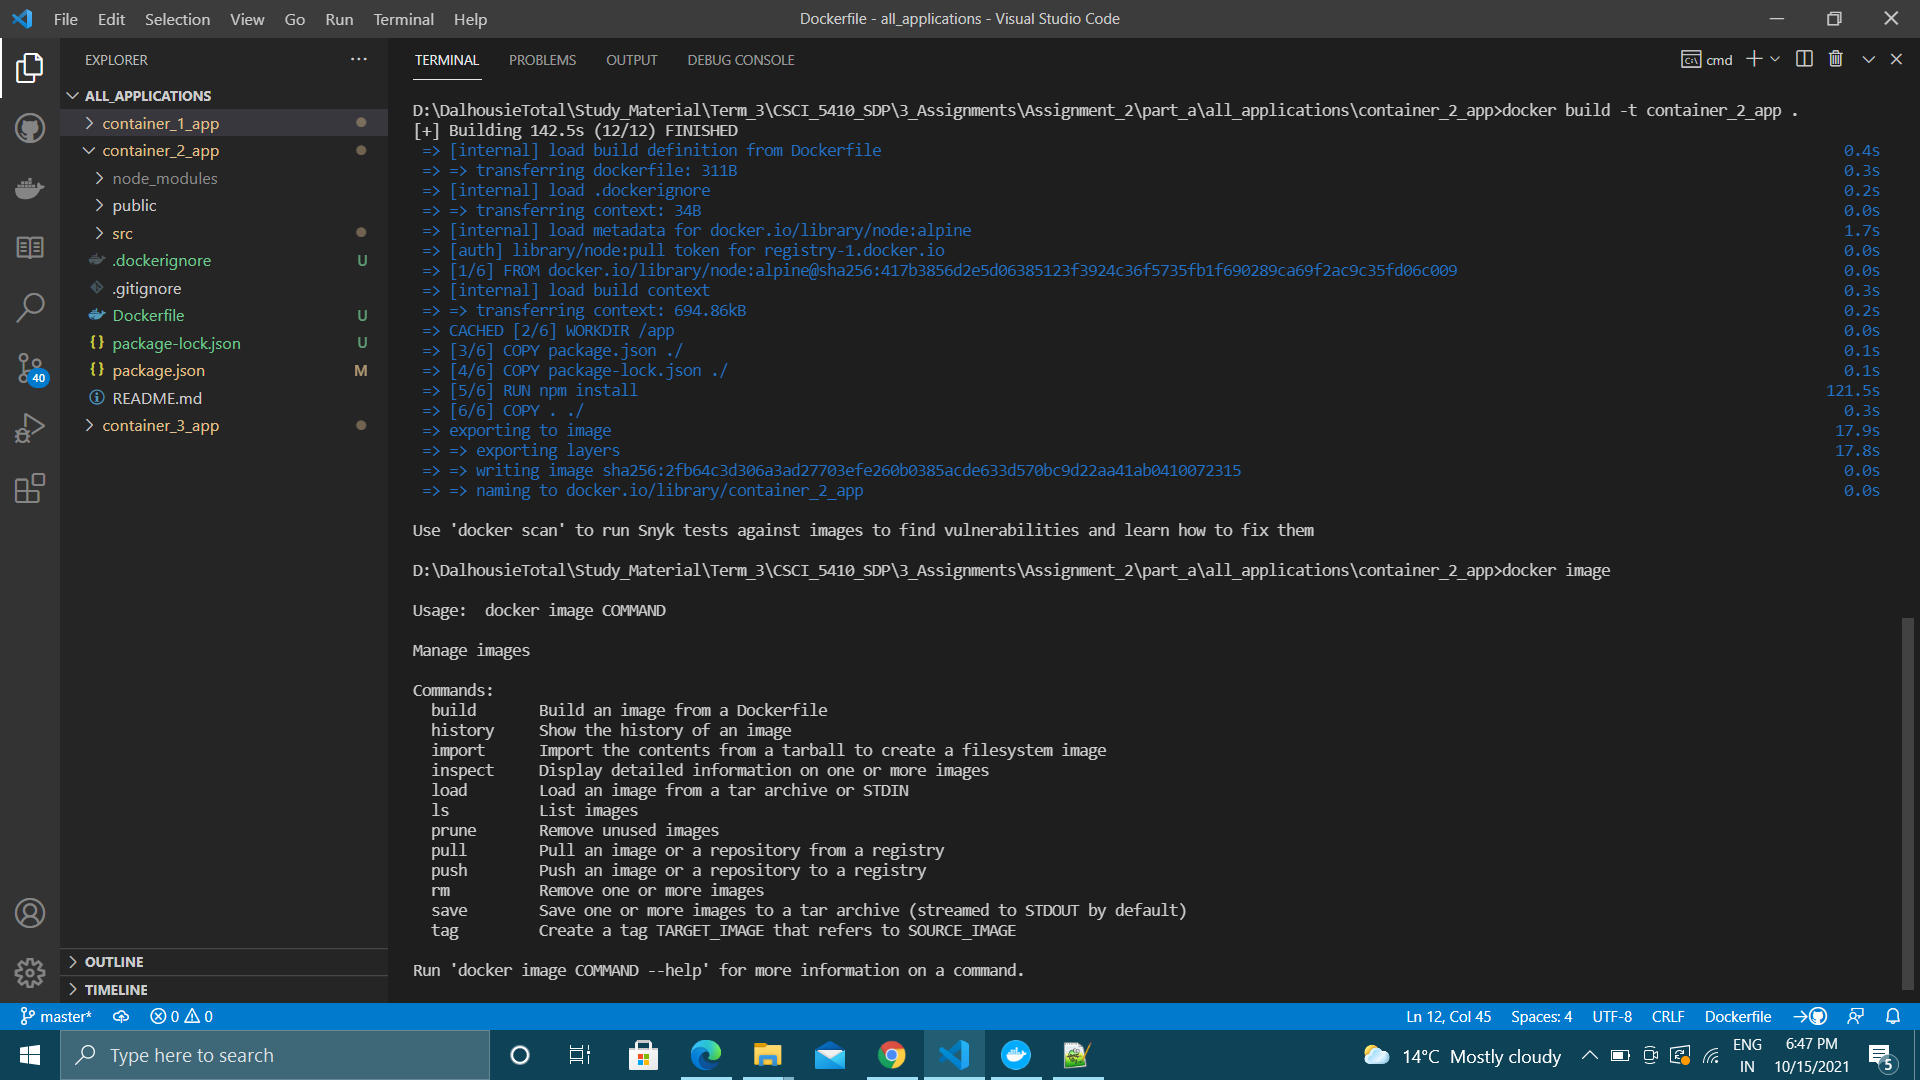 File Edit Selection View Go Run Terminal Help
Dockerfile - all_applications - Visual Studio Code
EXPLORER
ALL_APPLICATIONS
container_1_app
container_2_app
node_modules
public
src
.dockerignore U
.gitignore
Dockerfile U
package-lock.json U
package.json M
README.md
container_3_app
40
OUTLINE
TIMELINE
TERMINAL PROBLEMS OUTPUT DEBUG CONSOLE
cmd
D:\DalhousieTotal\Study_Material\Term_3\CSCI_5410_SDP\3_Assignments\Assignment_2\part_a\all_applications\container_2_app>docker build -t container_2_app .
[+] Building 142.5s (12/12) FINISHED
=> [internal] load build definition from Dockerfile 0.4s
=> => transferring dockerfile: 311B 0.3s
=> [internal] load .dockerignore 0.2s
=> => transferring context: 34B 0.0s
=> [internal] load metadata for docker.io/library/node:alpine 1.7s
=> [auth] library/node:pull token for registry-1.docker.io 0.0s
=> [1/6] FROM docker.io/library/node:alpine@sha256:417b3856d2e5d06385123f3924c36f5735fb1f690289ca69f2ac9c35fd06c009 0.0s
=> [internal] load build context 0.3s
=> => transferring context: 694.86kB 0.2s
=> CACHED [2/6] WORKDIR /app 0.0s
=> [3/6] COPY package.json ./ 0.1s
=> [4/6] COPY package-lock.json ./ 0.1s
=> [5/6] RUN npm install 121.5s
=> [6/6] COPY . ./ 0.3s
=> exporting to image 17.9s
=> => exporting layers 17.8s
=> => writing image sha256:2fb64c3d306a3ad27703efe260b0385acde633d570bc9d22aa41ab0410072315 0.0s
=> => naming to docker.io/library/container_2_app 0.0s
Use 'docker scan' to run Snyk tests against images to find vulnerabilities and learn how to fix them
D:\DalhousieTotal\Study_Material\Term_3\CSCI_5410_SDP\3_Assignments\Assignment_2\part_a\all_applications\container_2_app>docker image
Usage:  docker image COMMAND
Manage images
Commands:
build Build an image from a Dockerfile
history Show the history of an image
import Import the contents from a tarball to create a filesystem image
inspect Display detailed information on one or more images
load Load an image from a tar archive or STDIN
ls List images
prune Remove unused images
pull Pull an image or a repository from a registry
push Push an image or a repository to a registry
rm Remove one or more images
save Save one or more images to a tar archive (streamed to STDOUT by default)
tag Create a tag TARGET_IMAGE that refers to SOURCE_IMAGE
Run 'docker image COMMAND --help' for more information on a command.
master* 0 0
Ln 12, Col 45 Spaces: 4 UTF-8 CRLF Dockerfile
Type here to search
14°C Mostly cloudy
ENG
IN
6:47 PM
10/15/2021
5